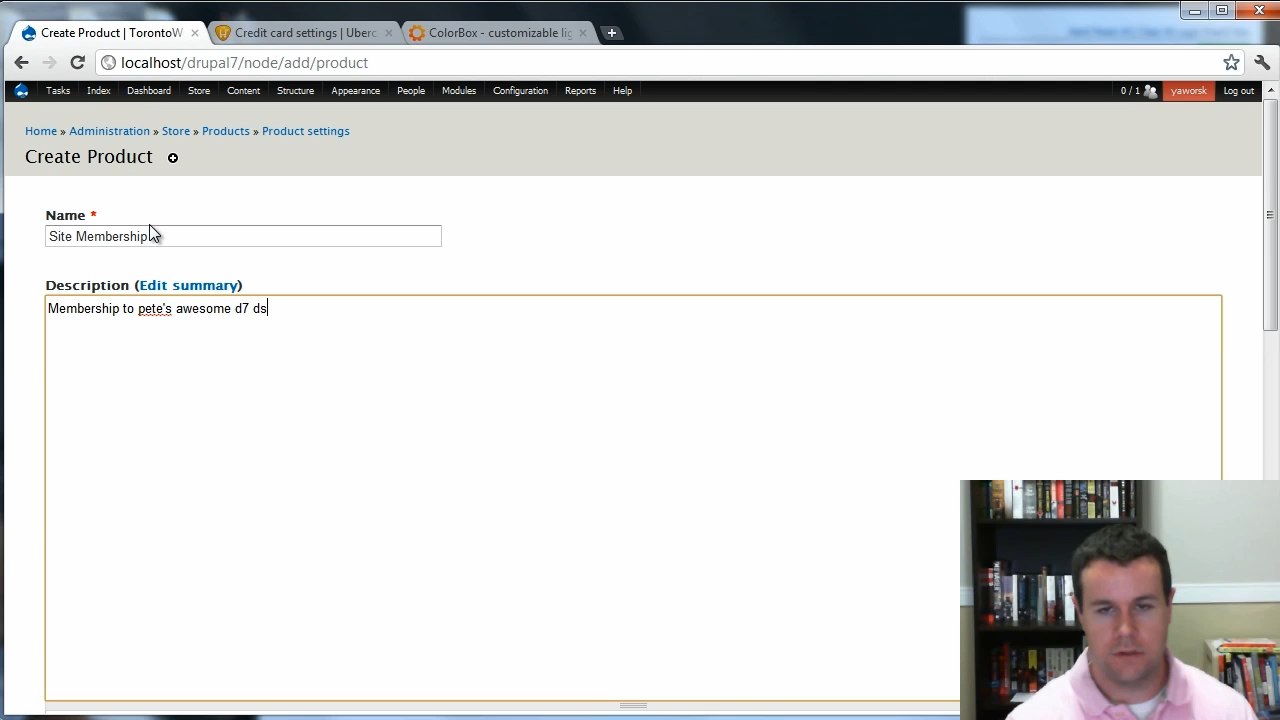 Create Product | TorontoW
Credit card settings | Uberc
ColorBox - customizable lig
localhost/drupal7/node/add/product
Tasks Index Dashboard Store Content Structure Appearance People Modules Configuration Reports Help 0 / 1 yaworsk Log out
Home » Administration » Store » Products » Product settings
Create Product
Name *
Site Membership
Description (Edit summary)
Membership to pete's awesome d7 ds